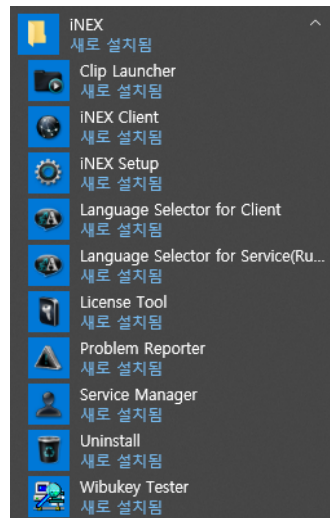 iNEX
새로 설치됨
Clip Launcher
새로 설치됨
iNEX Client
새로 설치됨
iNEX Setup
새로 설치됨
Language Selector for Client
새로 설치됨
Language Selector for Service(Ru...
새로 설치됨
License Tool
새로 설치됨
Problem Reporter
새로 설치됨
Service Manager
새로 설치됨
Uninstall
새로 설치됨
Wibukey Tester
새로 설치됨